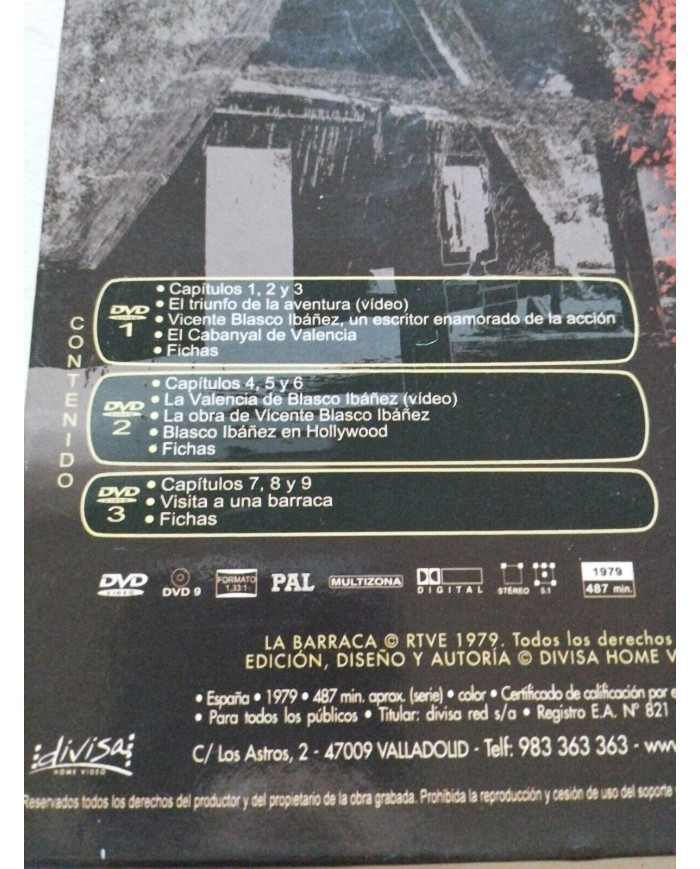 CONTENIDO
DVD VIDEO 1
• Capítulos 1, 2 y 3
• El triunfo de la aventura (vídeo)
• Vicente Blasco Ibáñez, un escritor enamorado de la acción
• El Cabanyal de Valencia
• Fichas
DVD VIDEO 2
• Capítulos 4, 5 y 6
• La Valencia de Blasco Ibáñez (vídeo)
• La obra de Vicente Blasco Ibáñez
• Blasco Ibáñez en Hollywood
• Fichas
DVD VIDEO 3
• Capítulos 7, 8 y 9
• Visita a una barraca
• Fichas
DVD VIDEO DVD 9 FORMATO 1,33:1 PAL MULTIZONA DIGITAL STÉREO 5.1 1979 487 min.
LA BARRACA © RTVE 1979. Todos los derechos
EDICIÓN, DISEÑO Y AUTORÍA © DIVISA HOME V
• España • 1979 • 487 min. aprox. (serie) • color • Certificado de calificación por e
• Para todos los públicos • Titular: divisa red s/a • Registro E.A. Nº 821
divisa HOME VIDEO
C/ Los Astros, 2 - 47009 VALLADOLID - Telf: 983 363 363 - www
Reservados todos los derechos del productor y del propietario de la obra grabada. Prohibida la reproducción y cesión de uso del soporte